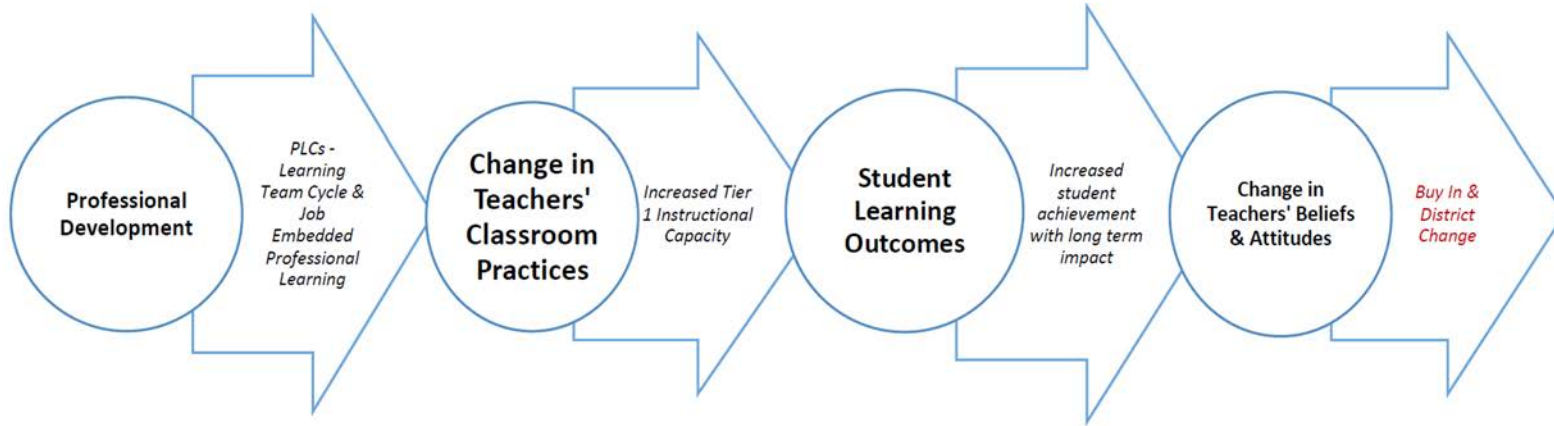 Professional
Development
PLCs -
Learning
Team Cycle &
Job
Embedded
Professional
Learning
Change in
Teachers'
Classroom
Practices
Increased Tier
1 Instructional
Capacity
Student
Learning
Outcomes
Increased
student
achievement
with long term
impact
Change in
Teachers' Beliefs
& Attitudes
Buy In &
District
Change